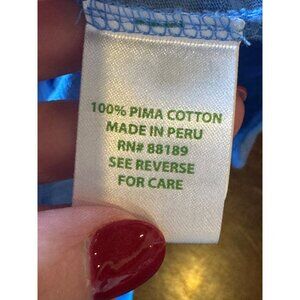 100% PIMA COTTON
MADE IN PERU
RN# 88189
SEE REVERSE
FOR CARE